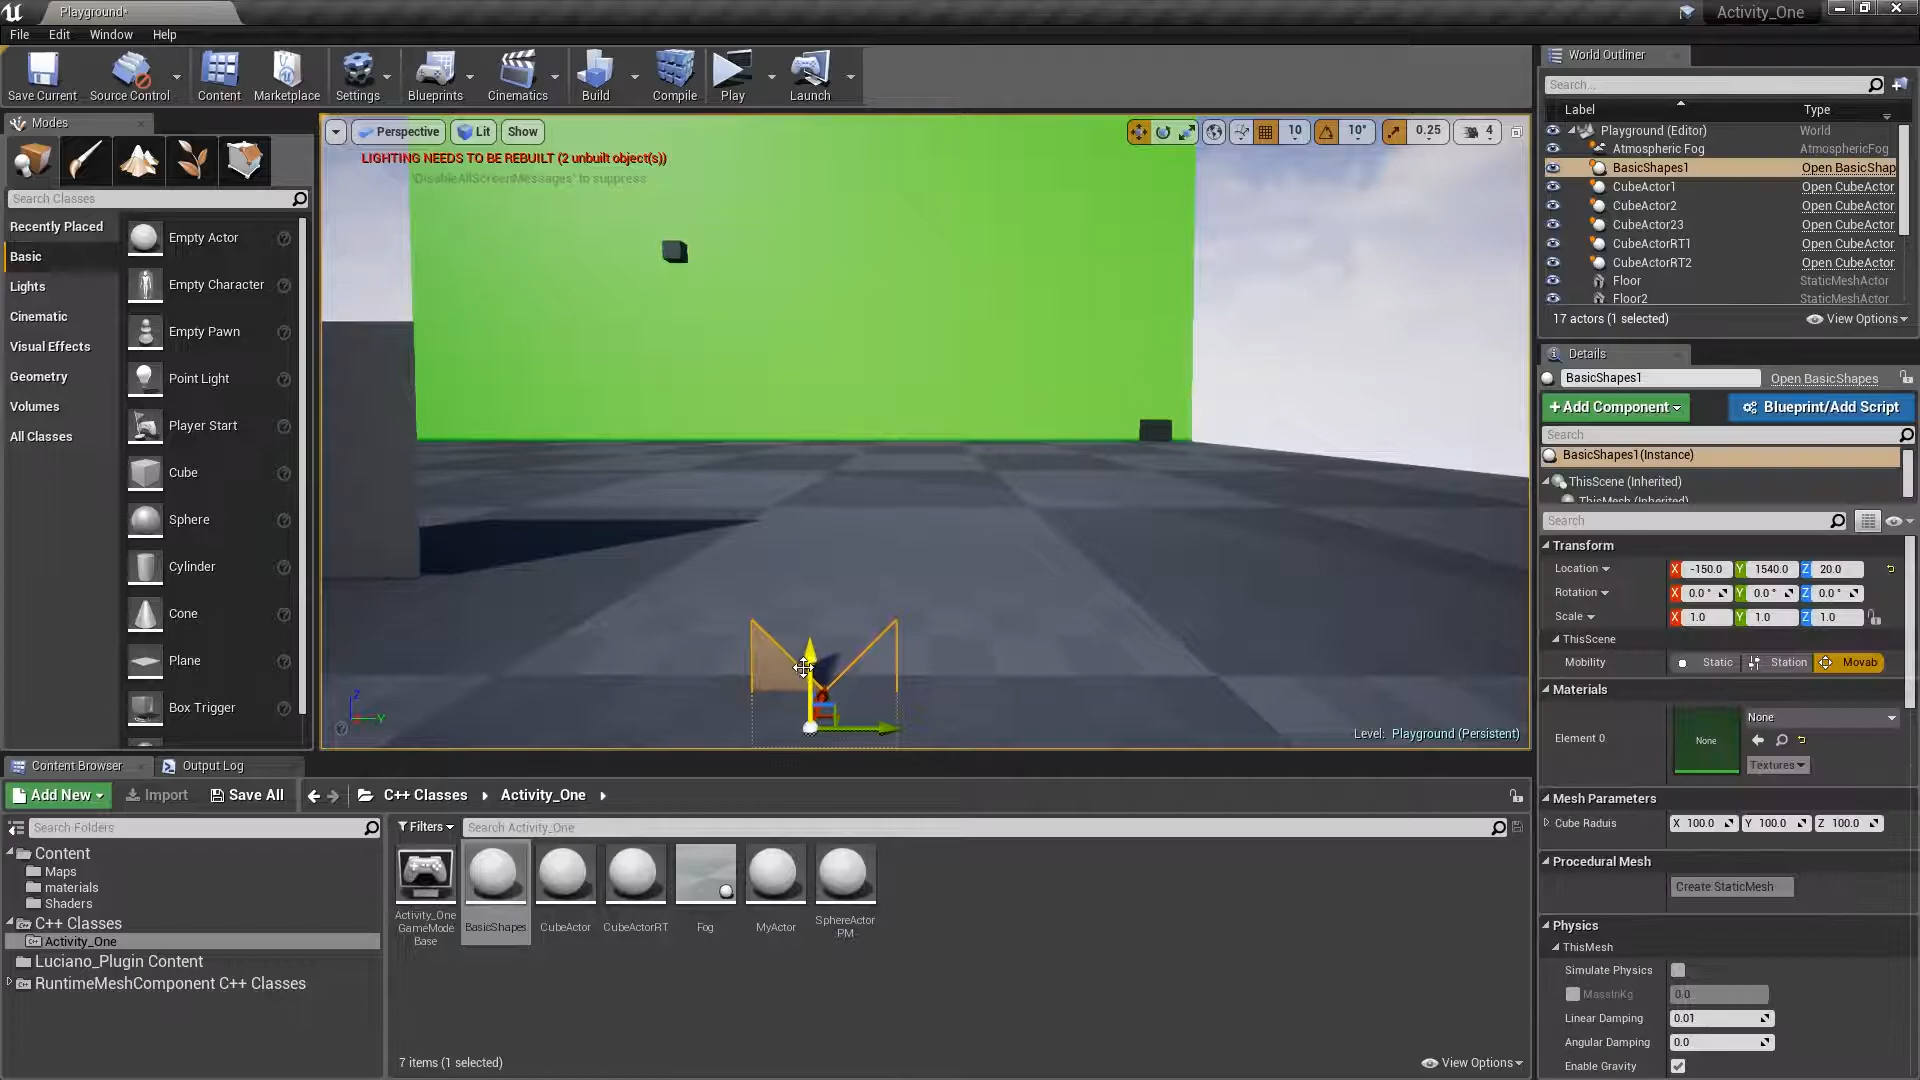 Playground•
Activity_One
File Edit Window Help
Save Current Source Control Content Marketplace Settings Blueprints Cinematics Build Compile Play Launch
Modes
Search Classes
Recently Placed
Basic
Lights
Cinematic
Visual Effects
Geometry
Volumes
All Classes
Empty Actor
Empty Character
Empty Pawn
Point Light
Player Start
Cube
Sphere
Cylinder
Cone
Plane
Box Trigger
Perspective Lit Show
10 10° 0.25 4
LIGHTING NEEDS TO BE REBUILT (2 unbuilt object(s))
'DisableAllScreenMessages' to suppress
Z
Y
Level: Playground (Persistent)
World Outliner
Search...
Label Type
Playground (Editor) World
Atmospheric Fog AtmosphericFog
BasicShapes1 Open BasicShap
CubeActor1 Open CubeActor
CubeActor2 Open CubeActor
CubeActor23 Open CubeActor
CubeActorRT1 Open CubeActor
CubeActorRT2 Open CubeActor
Floor StaticMeshActor
Floor2 StaticMeshActor
17 actors (1 selected) View Options
Details
BasicShapes1 Open BasicShapes
+Add Component Blueprint/Add Script
Search
BasicShapes1(Instance)
ThisScene (Inherited)
ThisMesh (Inherited)
Search
Transform
Location X -150.0 Y 1540.0 Z 20.0
Rotation X 0.0 ° Y 0.0 ° Z 0.0 °
Scale X 1.0 Y 1.0 Z 1.0
ThisScene
Mobility Static Station Movab
Materials
Element 0 None None
Textures
Mesh Parameters
Cube Raduis X 100.0 Y 100.0 Z 100.0
Procedural Mesh
Create StaticMesh
Physics
ThisMesh
Simulate Physics
MassInKg 0.0
Linear Damping 0.01
Angular Damping 0.0
Enable Gravity
Content Browser Output Log
Add New Import Save All C++ Classes Activity_One
Search Folders
Content
Maps
materials
Shaders
C++ Classes
Activity_One
Luciano_Plugin Content
RuntimeMeshComponent C++ Classes
Filters Search Activity_One
Activity_One
GameMode
Base
BasicShapes
CubeActor
CubeActorRT
Fog
MyActor
SphereActor
PM
7 items (1 selected) View Options